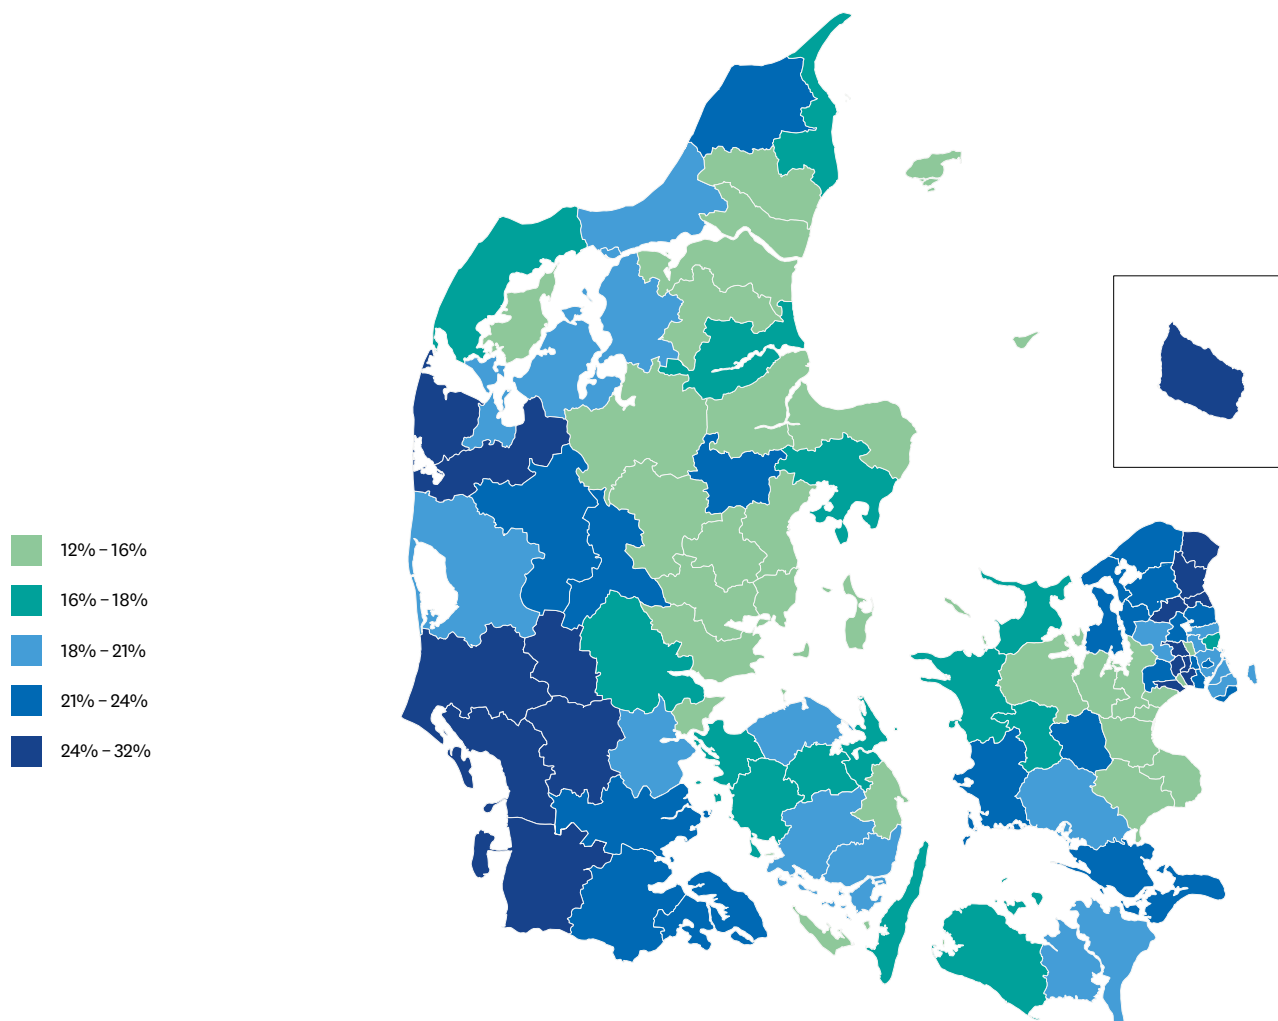 12% – 16%
16% – 18%
18% – 21%
21% – 24%
24% – 32%